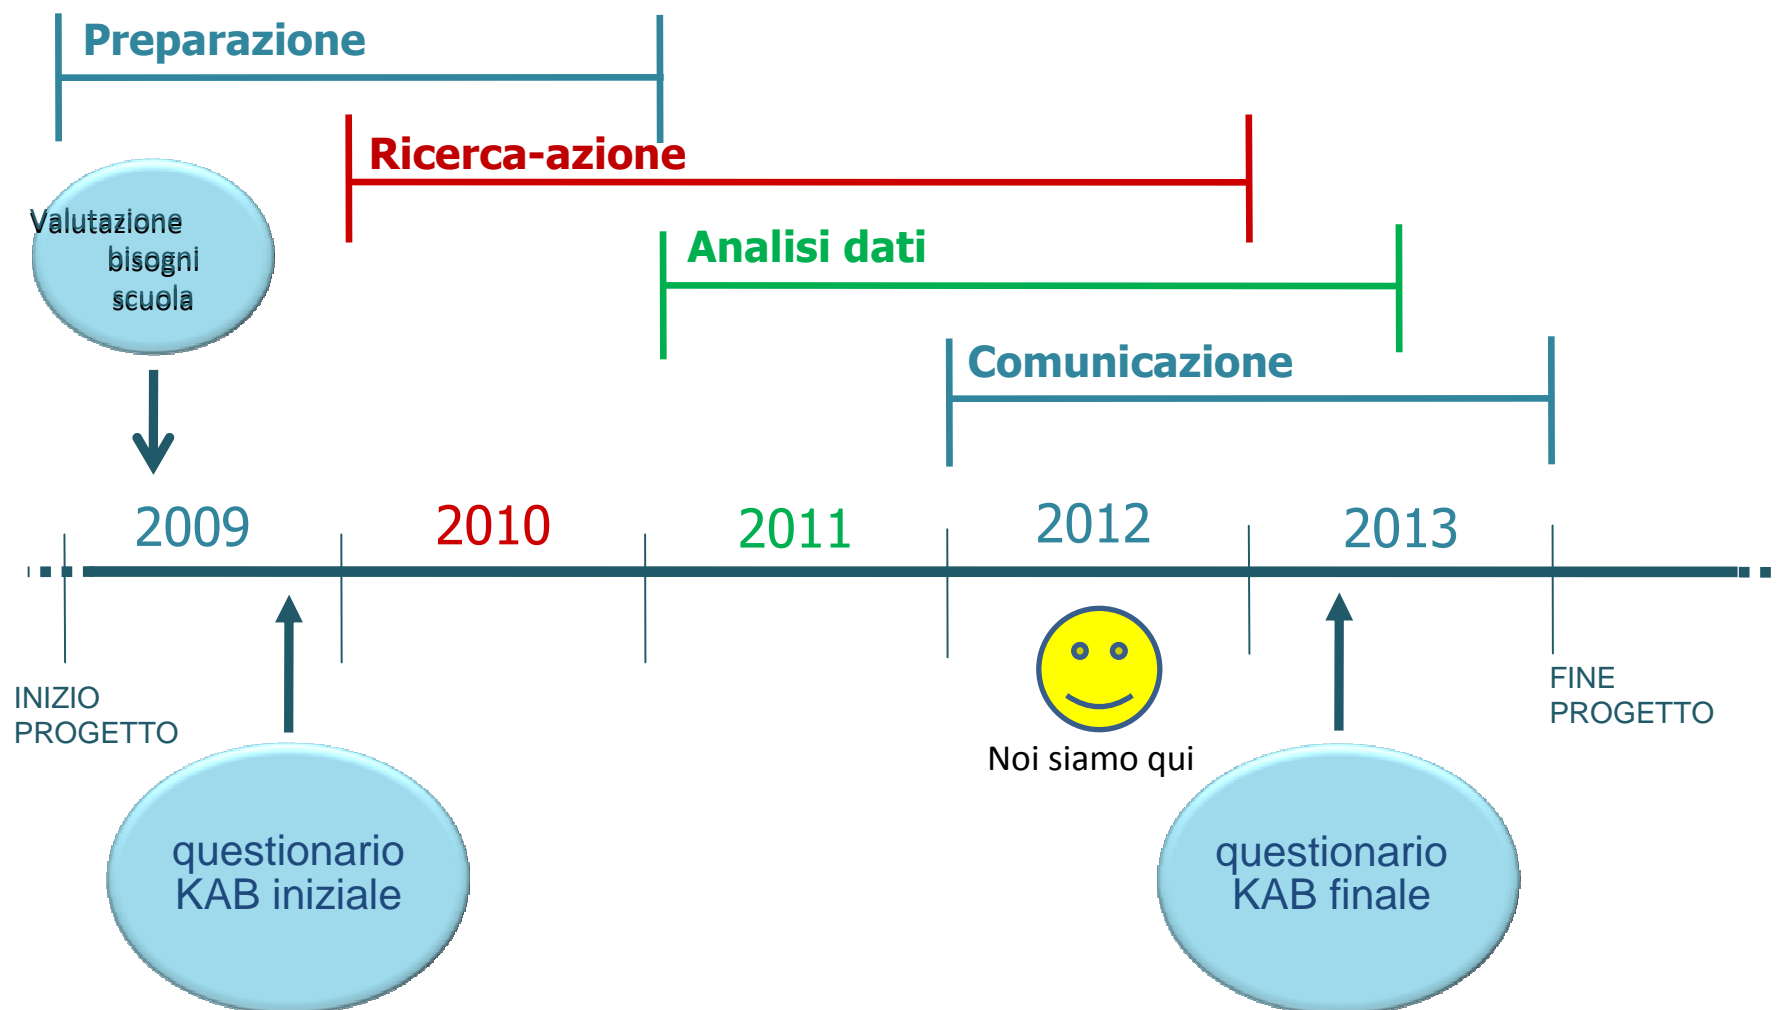 Preparazione
Ricerca-azione
Valutazione
bisogni
scuola
Analisi dati
Comunicazione
2009
2010
2011
2012
2013
INIZIO
PROGETTO
FINE
PROGETTO
Noi siamo qui
questionario
KAB iniziale
questionario
KAB finale